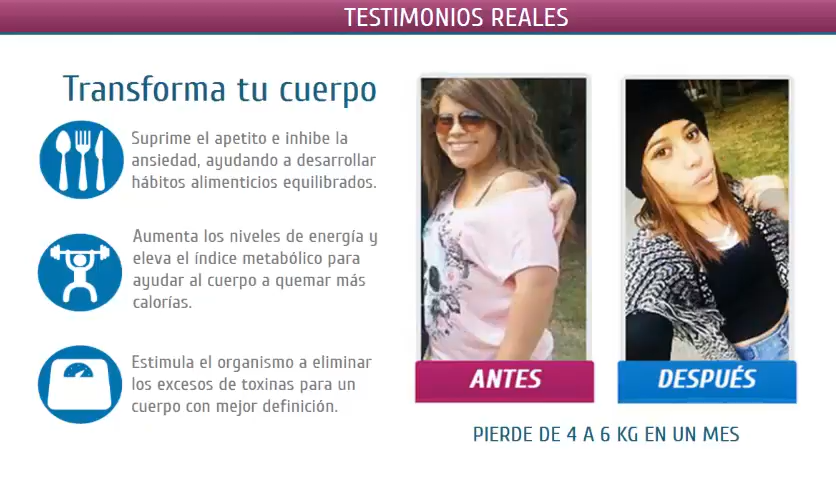 TESTIMONIOS REALES
Transforma tu cuerpo
Suprime el apetito e inhibe la
ansiedad, ayudando a desarrollar
hábitos alimenticios equilibrados.
Aumenta los niveles de energía y
eleva el índice metabólico para
ayudar al cuerpo a quemar más
calorías.
Estimula el organismo a eliminar
los excesos de toxinas para un
cuerpo con mejor definición.
ANTES
DESPUÉS
PIERDE DE 4 A 6 KG EN UN MES